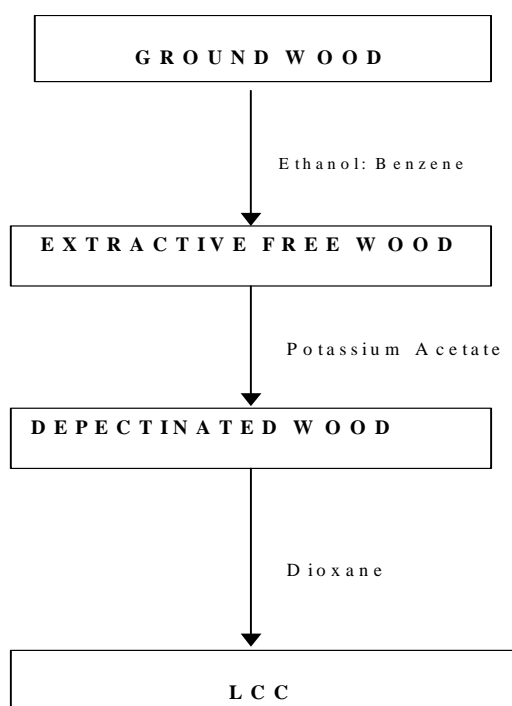 GROUND WOOD
Ethanol: Benzene
EXTRACTIVE FREE WOOD
Potassium Acetate
DEPECTINATED WOOD
Dioxane
LCC